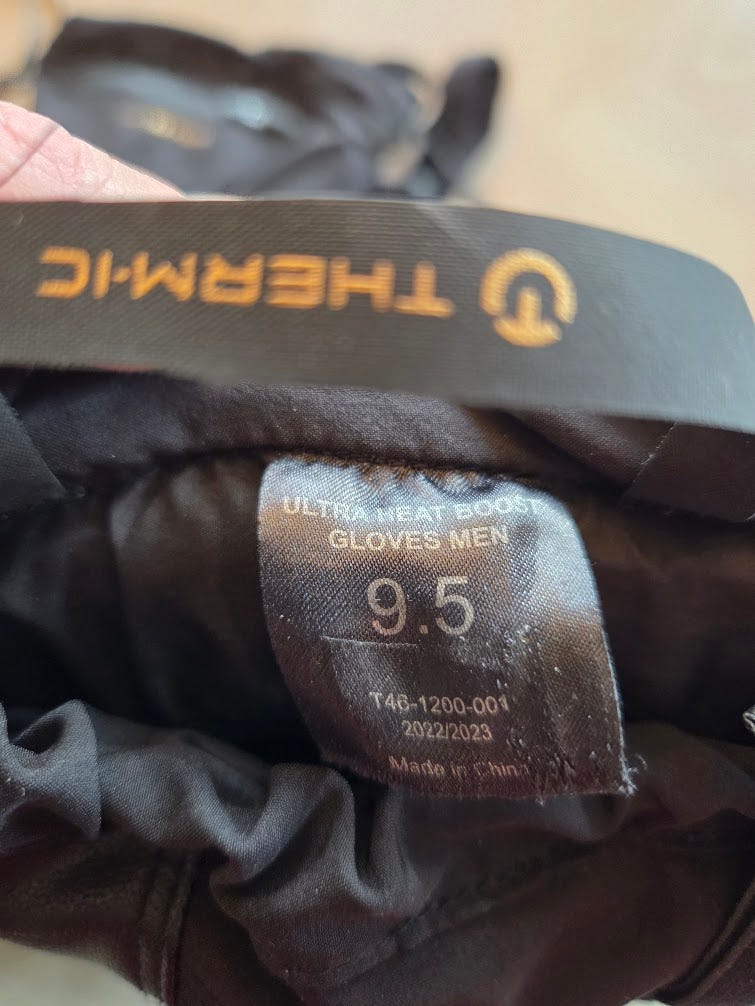 THERM-IC
ULTRA HEAT BOOST
GLOVES MEN
9.5
T46-1200-001
2022/2023
Made in China